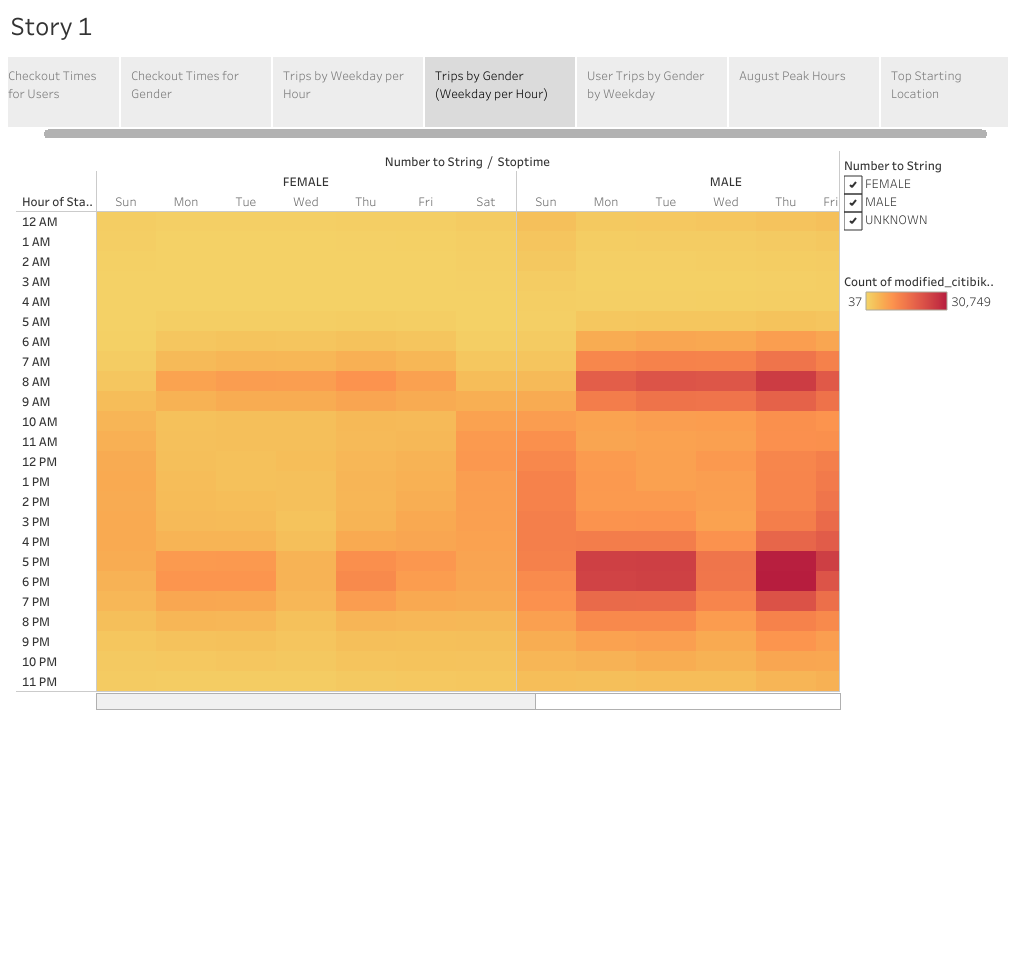 Story 1
Checkout Times
for Users
Checkout Times for
Gender
Trips by Weekday per
Hour
Trips by Gender
(Weekday per Hour)
User Trips by Gender
by Weekday
August Peak Hours
Top Starting
Location
Number to String / Stoptime
FEMALE MALE
Hour of Sta.. Sun Mon Tue Wed Thu Fri Sat Sun Mon Tue Wed Thu Fri
12 AM
1 AM
2 AM
3 AM
4 AM
5 AM
6 AM
7 AM
8 AM
9 AM
10 AM
11 AM
12 PM
1 PM
2 PM
3 PM
4 PM
5 PM
6 PM
7 PM
8 PM
9 PM
10 PM
11 PM
Number to String
FEMALE
MALE
UNKNOWN
Count of modified_citibik..
37 30,749